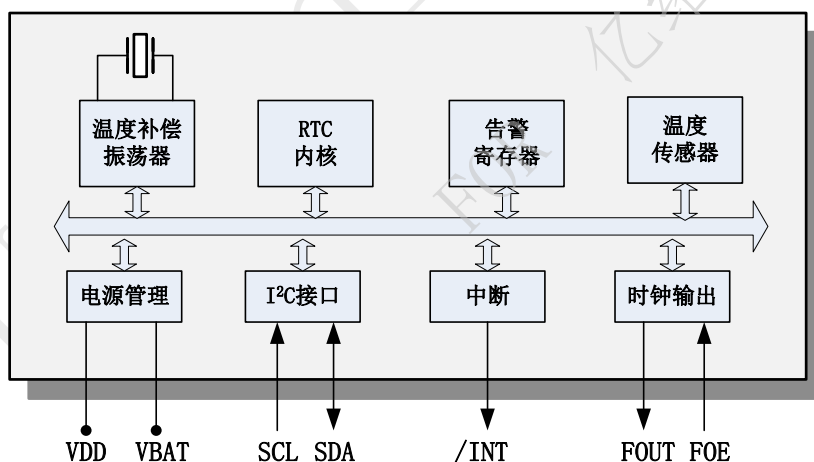 温度补偿
振荡器
RTC
内核
告警
寄存器
温度
传感器
电源管理
I²C接口
中断
时钟输出
VDD VBAT SCL SDA /INT FOUT FOE
FOR
亿